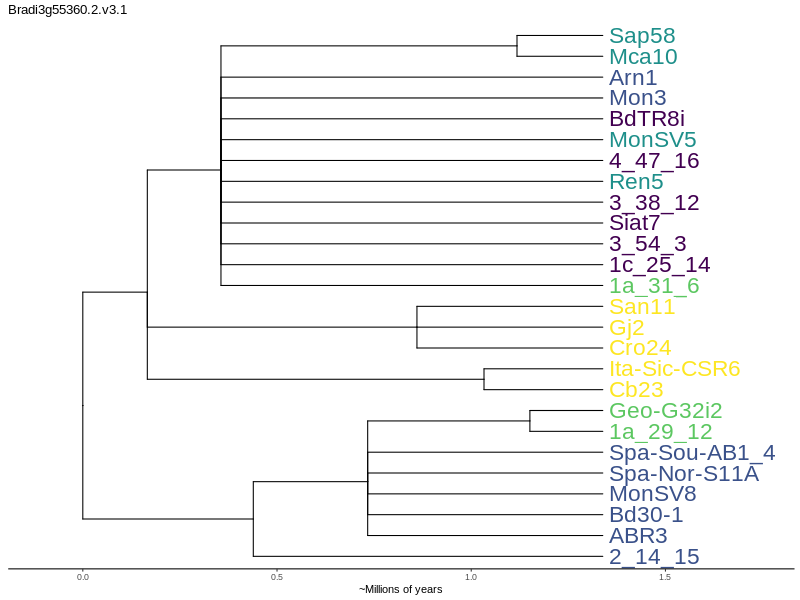 Bradi3g55360.2.v3.1
Sap58
Mca10
Arn1
Mon3
BdTR8i
MonSV5
4_47_16
Ren5
3_38_12
Siat7
3_54_3
1c_25_14
1a_31_6
San11
Gj2
Cro24
Ita-Sic-CSR6
Cb23
Geo-G32i2
1a_29_12
Spa-Sou-AB1_4
Spa-Nor-S11A
MonSV8
Bd30-1
ABR3
2_14_15
0.0 0.5 1.0 1.5
~Millions of years